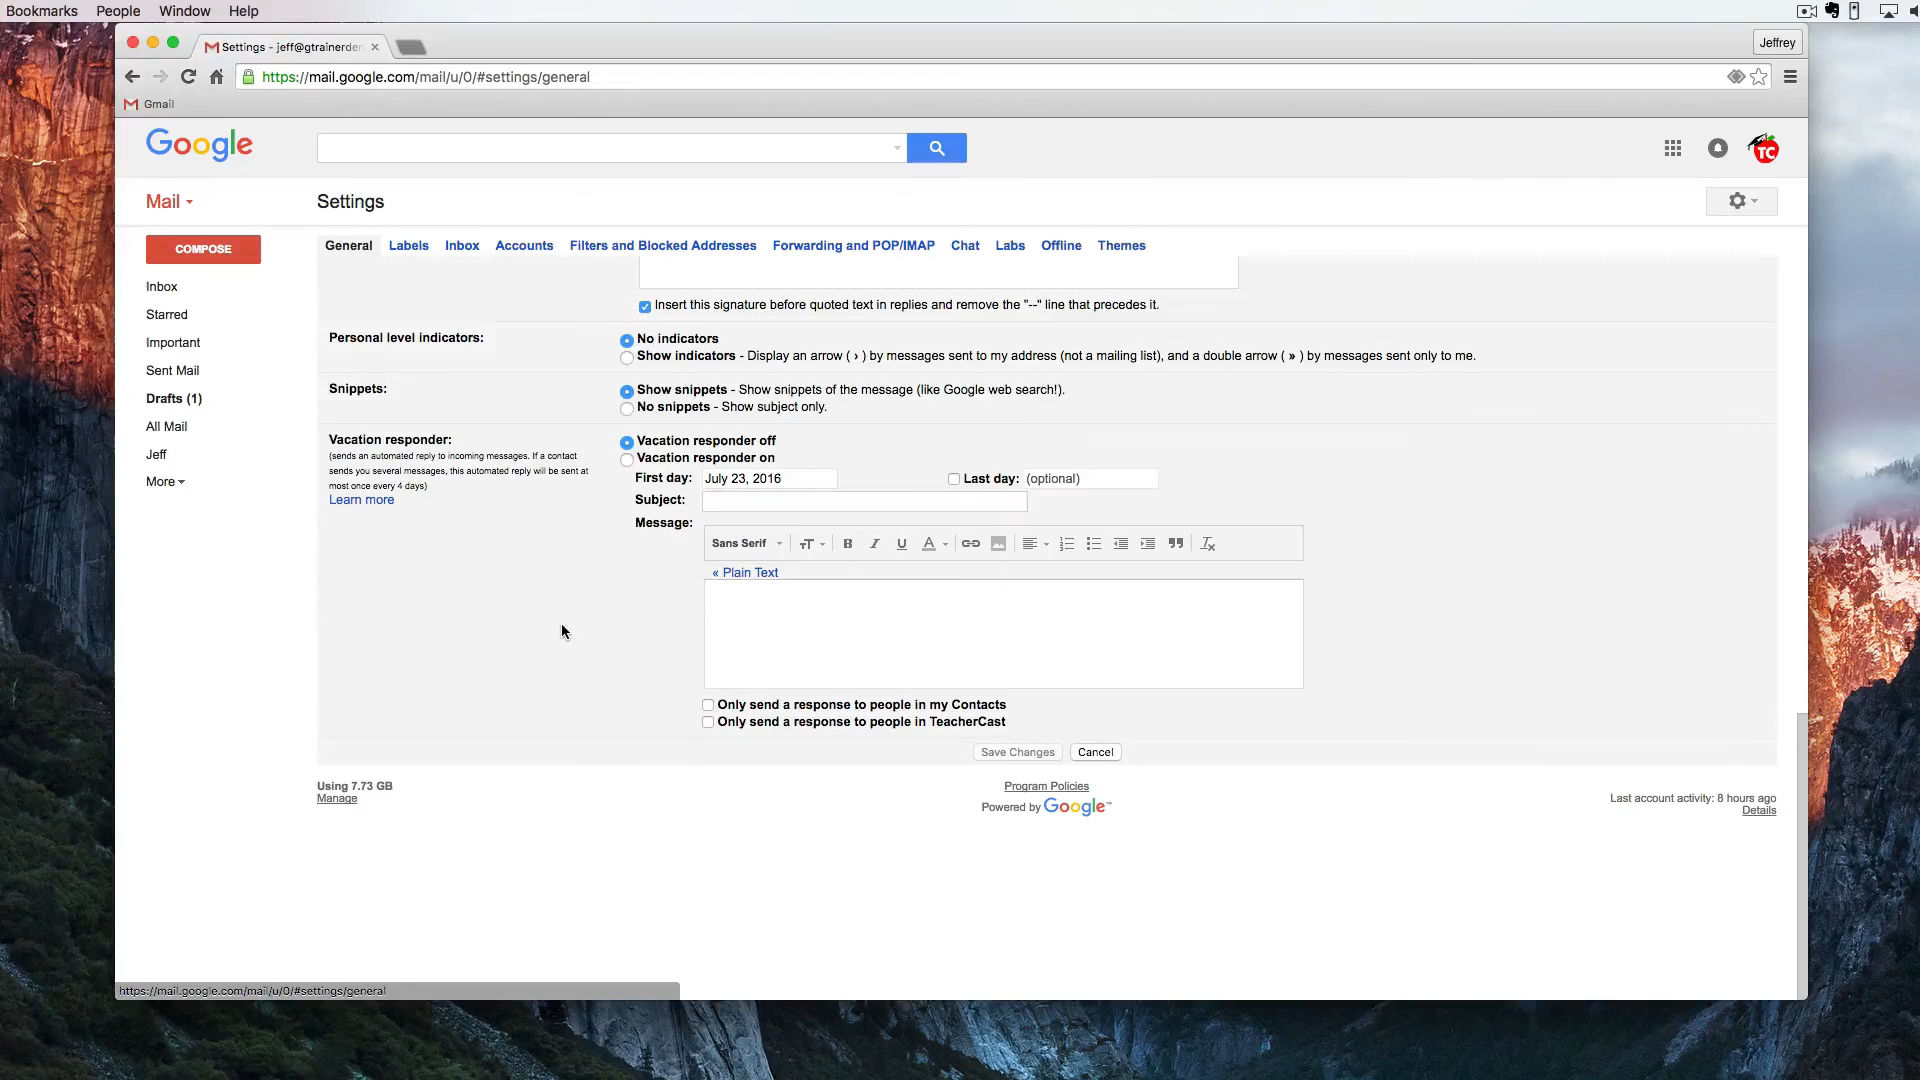 Bookmarks People Window Help
Settings - jeff@gtrainerde
Jeffrey
https://mail.google.com/mail/u/0/#settings/general
Gmail
Google
TC
Mail
Settings
COMPOSE
General Labels Inbox Accounts Filters and Blocked Addresses Forwarding and POP/IMAP Chat Labs Offline Themes
Inbox
Starred
Important
Sent Mail
Drafts (1)
All Mail
Jeff
More
Insert this signature before quoted text in replies and remove the "--" line that precedes it.
Personal level indicators:
No indicators
Show indicators - Display an arrow ( › ) by messages sent to my address (not a mailing list), and a double arrow ( » ) by messages sent only to me.
Snippets:
Show snippets - Show snippets of the message (like Google web search!).
No snippets - Show subject only.
Vacation responder:
(sends an automated reply to incoming messages. If a contact
sends you several messages, this automated reply will be sent at
most once every 4 days)
Learn more
Vacation responder off
Vacation responder on
First day: July 23, 2016 Last day: (optional)
Subject:
Message:
Sans Serif
« Plain Text
Only send a response to people in my Contacts
Only send a response to people in TeacherCast
Save Changes Cancel
Using 7.73 GB
Manage
Program Policies
Powered by Google™
Last account activity: 8 hours ago
Details
https://mail.google.com/mail/u/0/#settings/general